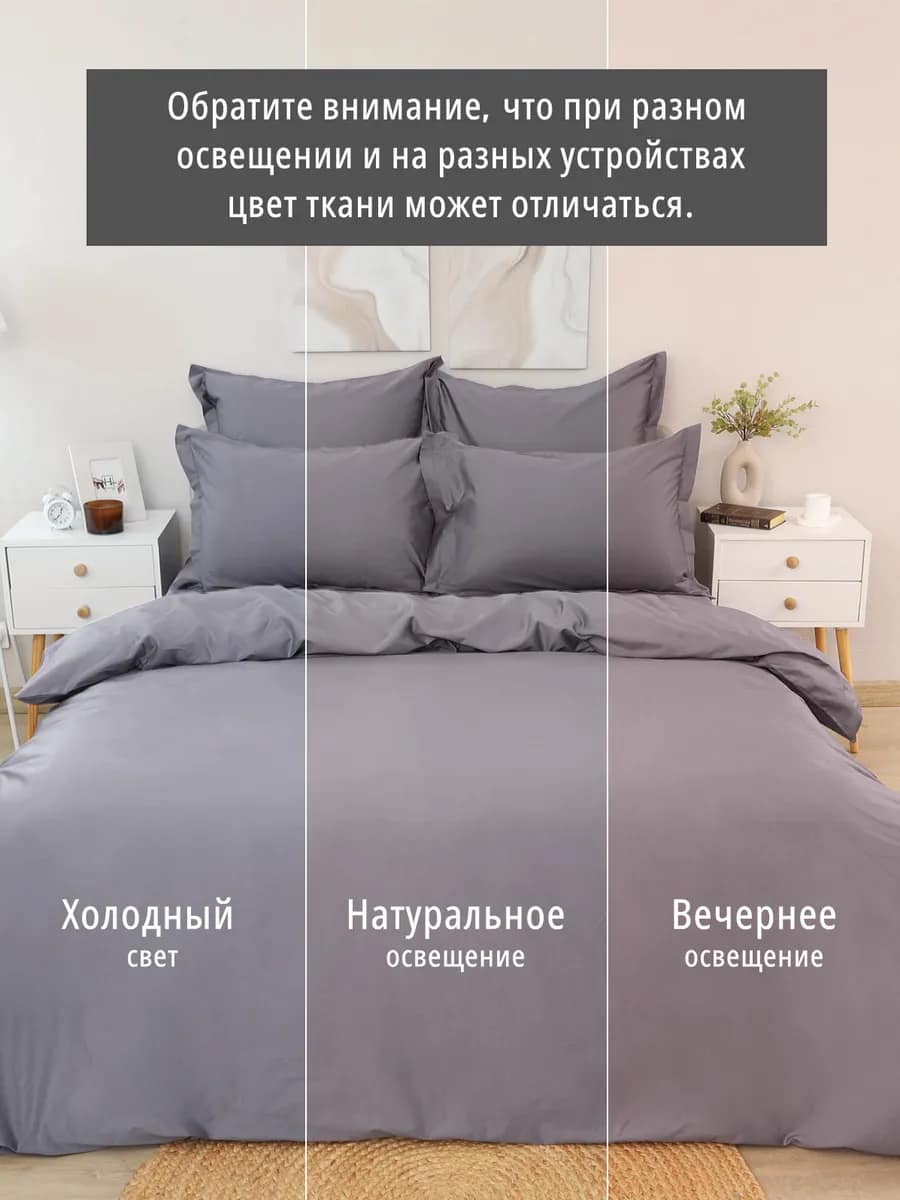 Обратите внимание, что при разном
освещении и на разных устройствах
цвет ткани может отличаться.
Холодный
свет
Натуральное
освещение
Вечернее
освещение